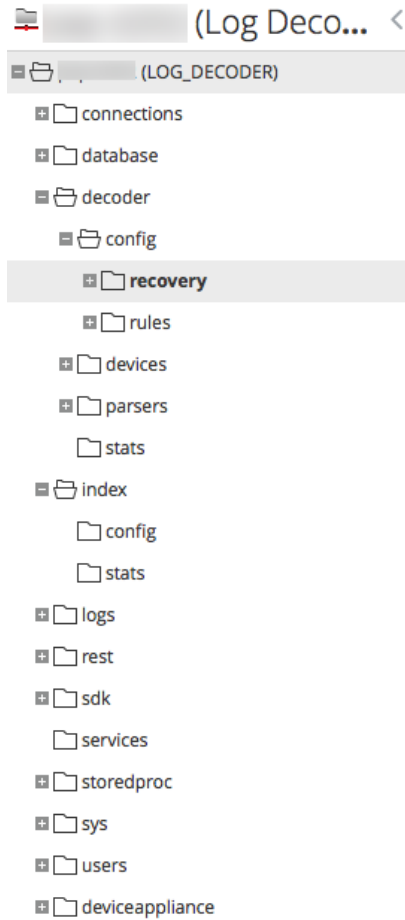 (Log Deco...
(LOG_DECODER)
connections
database
decoder
config
recovery
rules
devices
parsers
stats
index
config
stats
logs
rest
sdk
services
storedproc
sys
users
deviceappliance